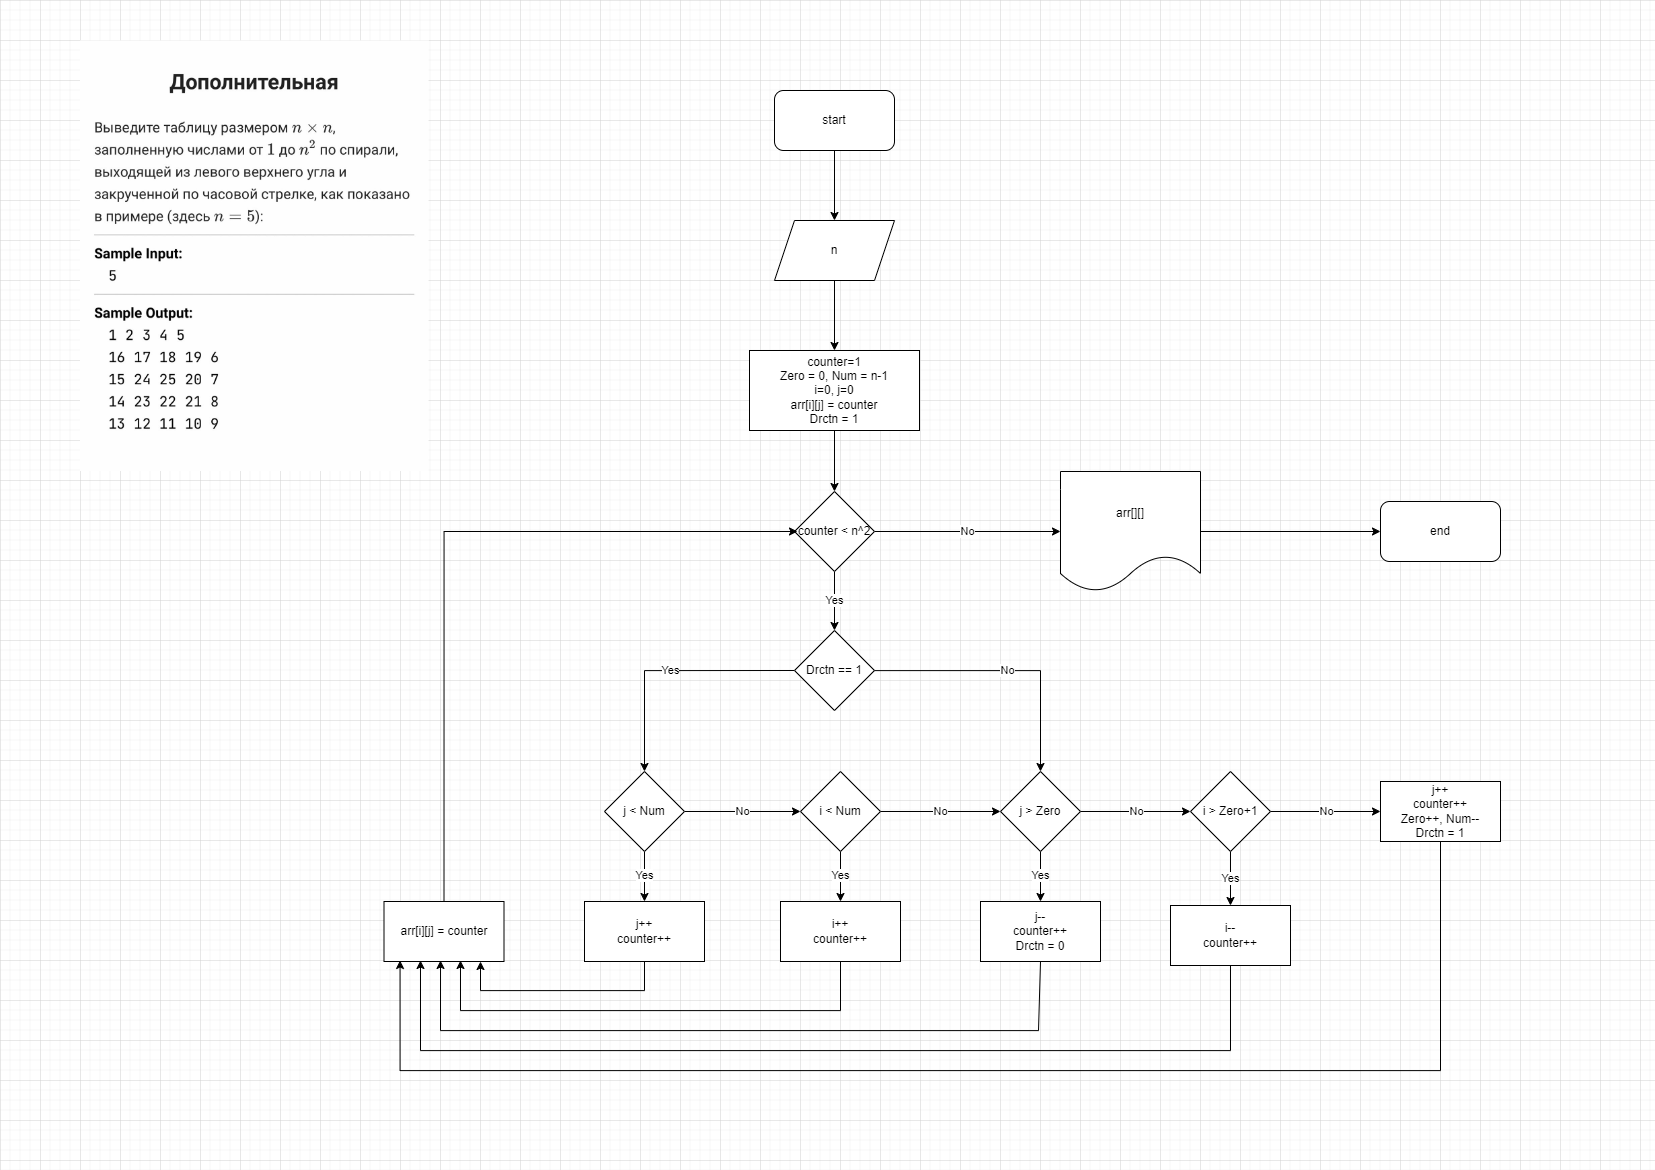 Дополнительная
Выведите таблицу размером n × n,
заполненную числами от 1 до n² по спирали,
выходящей из левого верхнего угла и
закрученной по часовой стрелке, как показано
в примере (здесь n = 5):
Sample Input:
5
Sample Output:
1 2 3 4 5
16 17 18 19 6
15 24 25 20 7
14 23 22 21 8
13 12 11 10 9
start
n
counter=1
Zero = 0, Num = n-1
i=0, j=0
arr[i][j] = counter
Drctn = 1
counter < n^2
No
arr[][]
end
Yes
Drctn == 1
Yes
No
j < Num
No
i < Num
No
j > Zero
No
i > Zero+1
No
j++
counter++
Zero++, Num--
Drctn = 1
Yes
Yes
Yes
Yes
arr[i][j] = counter
j++
counter++
i++
counter++
j--
counter++
Drctn = 0
i--
counter++